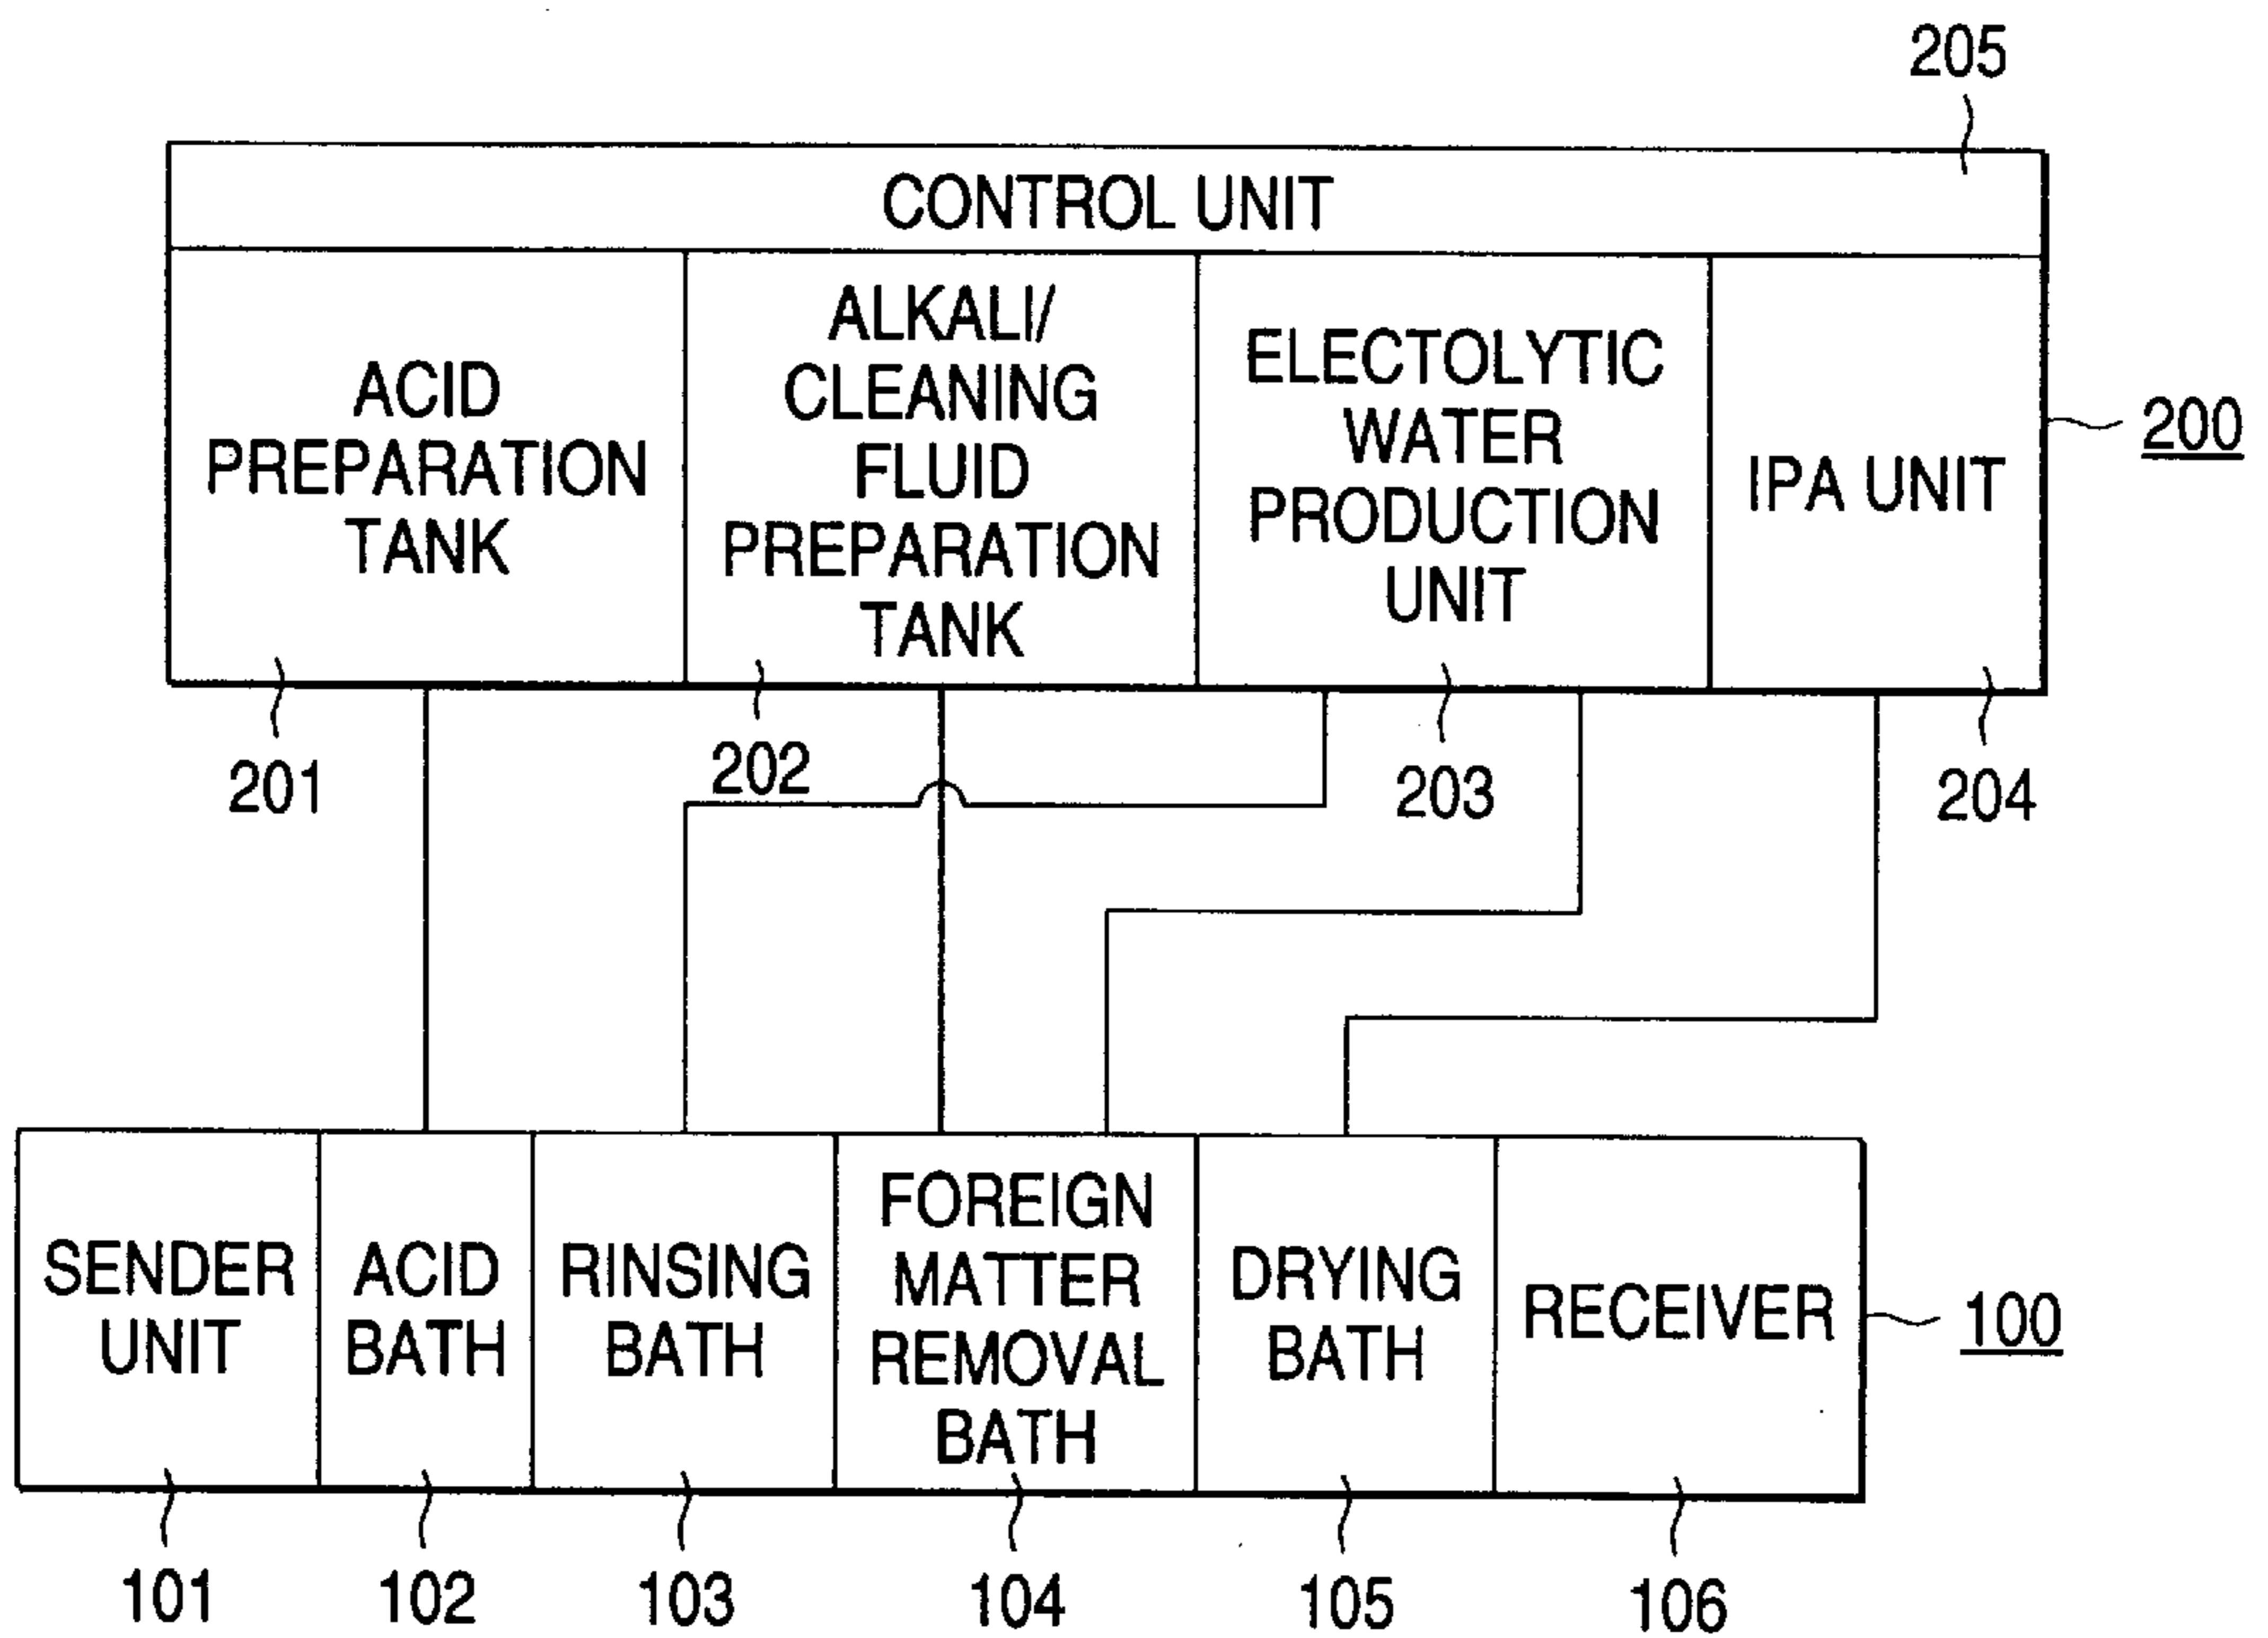 205
CONTROL UNIT
ACID
PREPARATION
TANK
ALKALI/
CLEANING
FLUID
PREPARATION
TANK
ELECTOLYTIC
WATER
PRODUCTION
UNIT
IPA UNIT
200
201
202
203
204
SENDER
UNIT
ACID
BATH
RINSING
BATH
FOREIGN
MATTER
REMOVAL
BATH
DRYING
BATH
RECEIVER
100
101
102
103
104
105
106